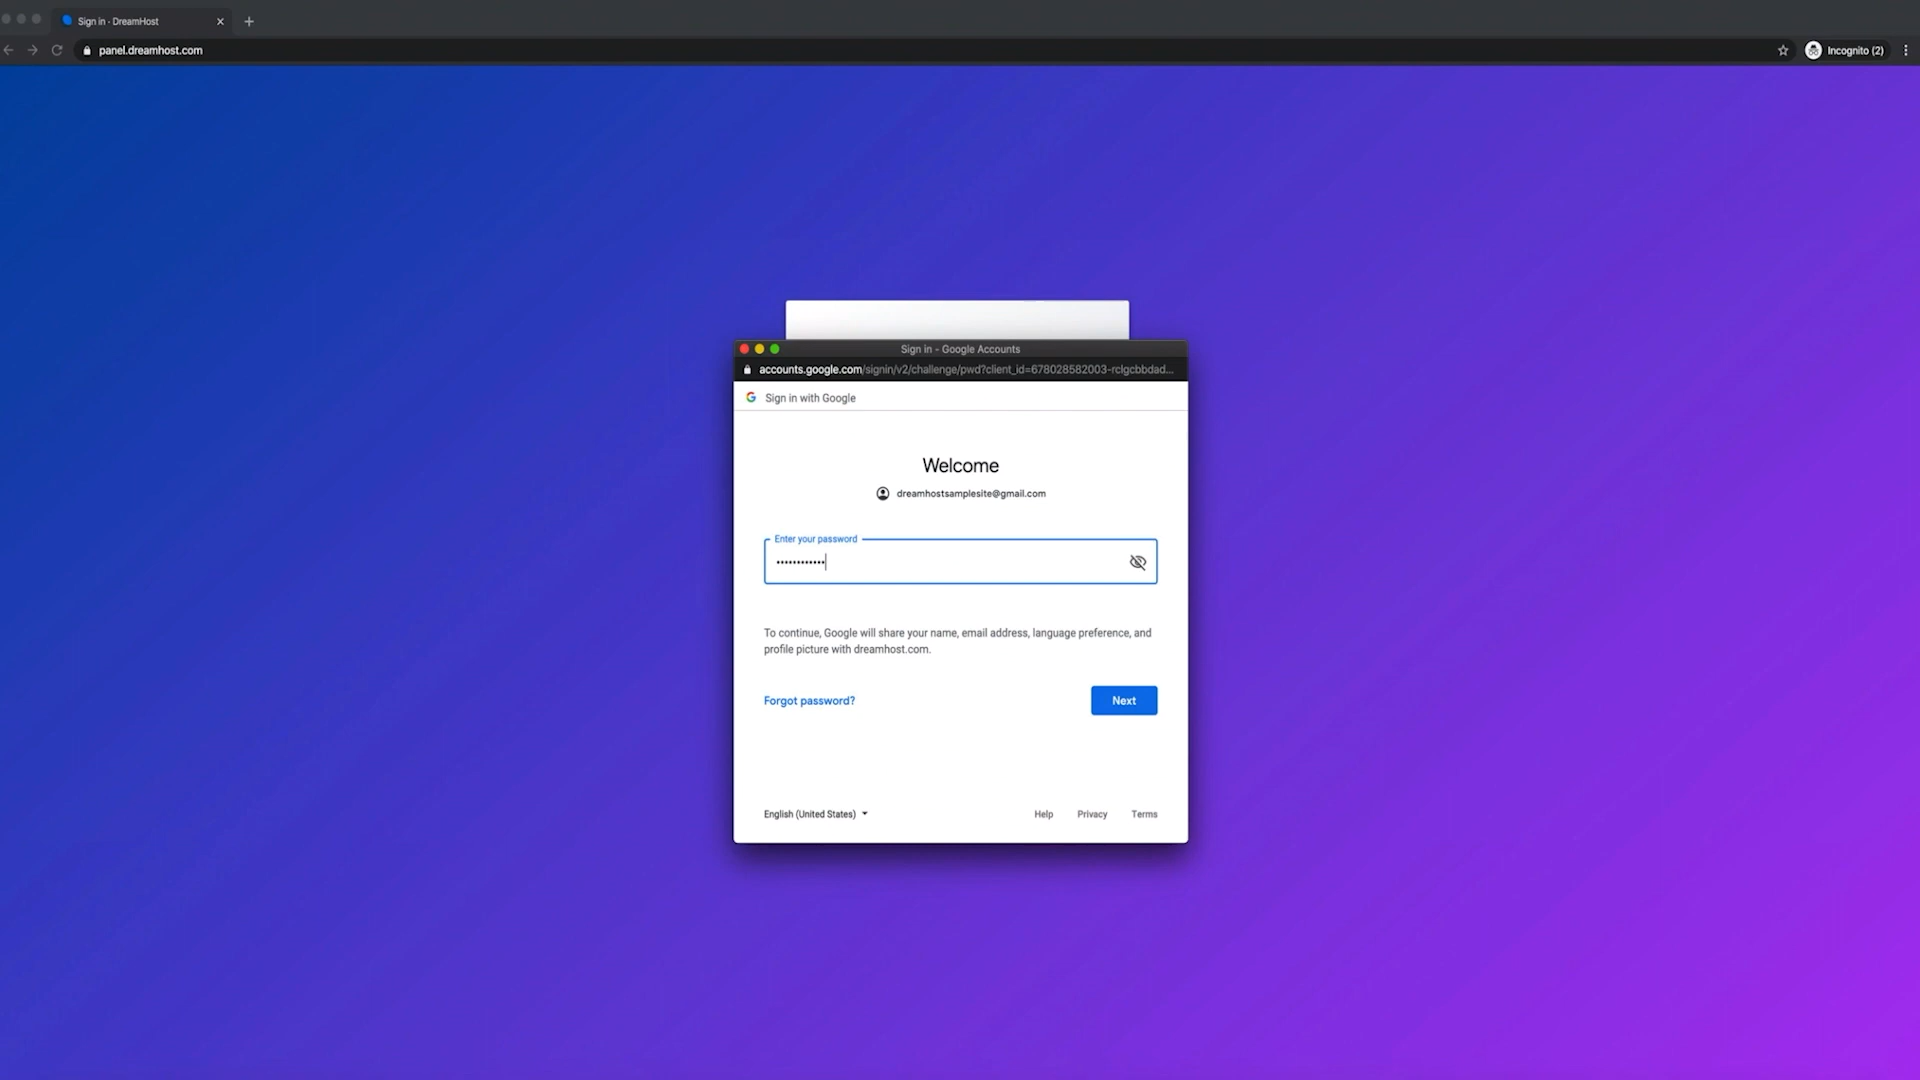 Sign in - DreamHost
panel.dreamhost.com
Incognito (2)
Sign in - Google Accounts
accounts.google.com/signin/v2/challenge/pwd?client_id=678028582003-rclgcbbdad...
Sign in with Google
Welcome
dreamhostsamplesite@gmail.com
Enter your password
••••••••••••
To continue, Google will share your name, email address, language preference, and
profile picture with dreamhost.com.
Forgot password?
Next
English (United States)
Help Privacy Terms